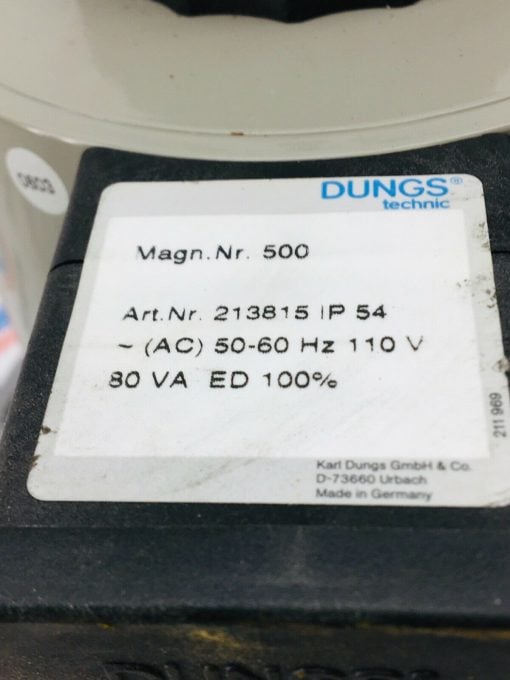 0603
DUNGS®
technic
Magn.Nr. 500
Art.Nr. 213815 IP 54
~ (AC) 50-60 Hz 110 V
80 VA ED 100%
211 969
Karl Dungs GmbH & Co.
D-73660 Urbach
Made in Germany